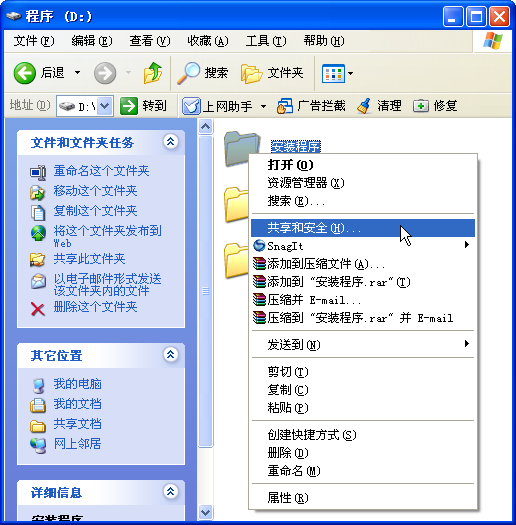 程序 (D:)
文件(F) 编辑(E) 查看(V) 收藏(A) 工具(T) 帮助(H)
后退 搜索 文件夹
地址(D) D:\ 转到 上网助手 广告拦截 清理 修复
文件和文件夹任务
重命名这个文件夹
移动这个文件夹
复制这个文件夹
将这个文件夹发布到
Web
共享此文件夹
以电子邮件形式发送
该文件夹内的文件
删除这个文件夹
其它位置
我的电脑
我的文档
共享文档
网上邻居
详细信息
安装程序
安装程序
打开(O)
资源管理器(X)
搜索(E)...
共享和安全(H)...
SnagIt
添加到压缩文件(A)...
添加到 "安装程序.rar"(T)
压缩并 E-mail...
压缩到 "安装程序.rar" 并 E-mail
发送到(N)
剪切(T)
复制(C)
粘贴(P)
创建快捷方式(S)
删除(D)
重命名(M)
属性(R)